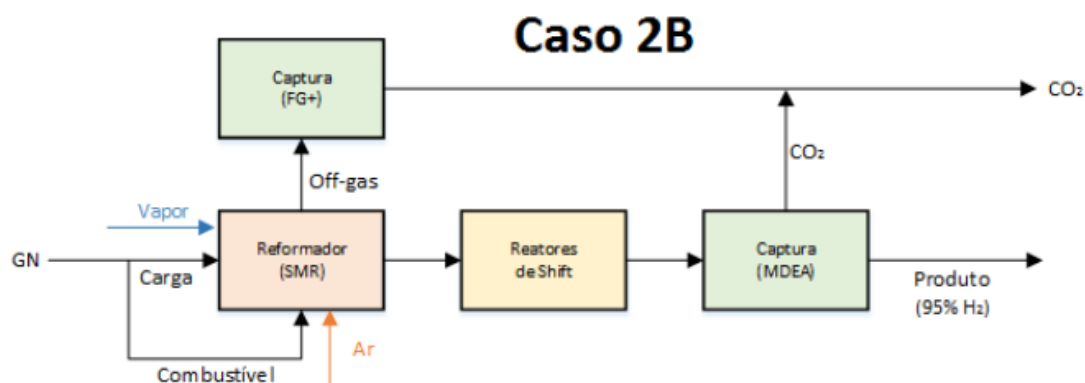 Caso 2B
Captura
(FG+)
CO₂
CO₂
Off-gas
Vapor
GN
Carga
Reformador
(SMR)
Reatores
de Shift
Captura
(MDEA)
Produto
(95% H₂)
Ar
Combustível